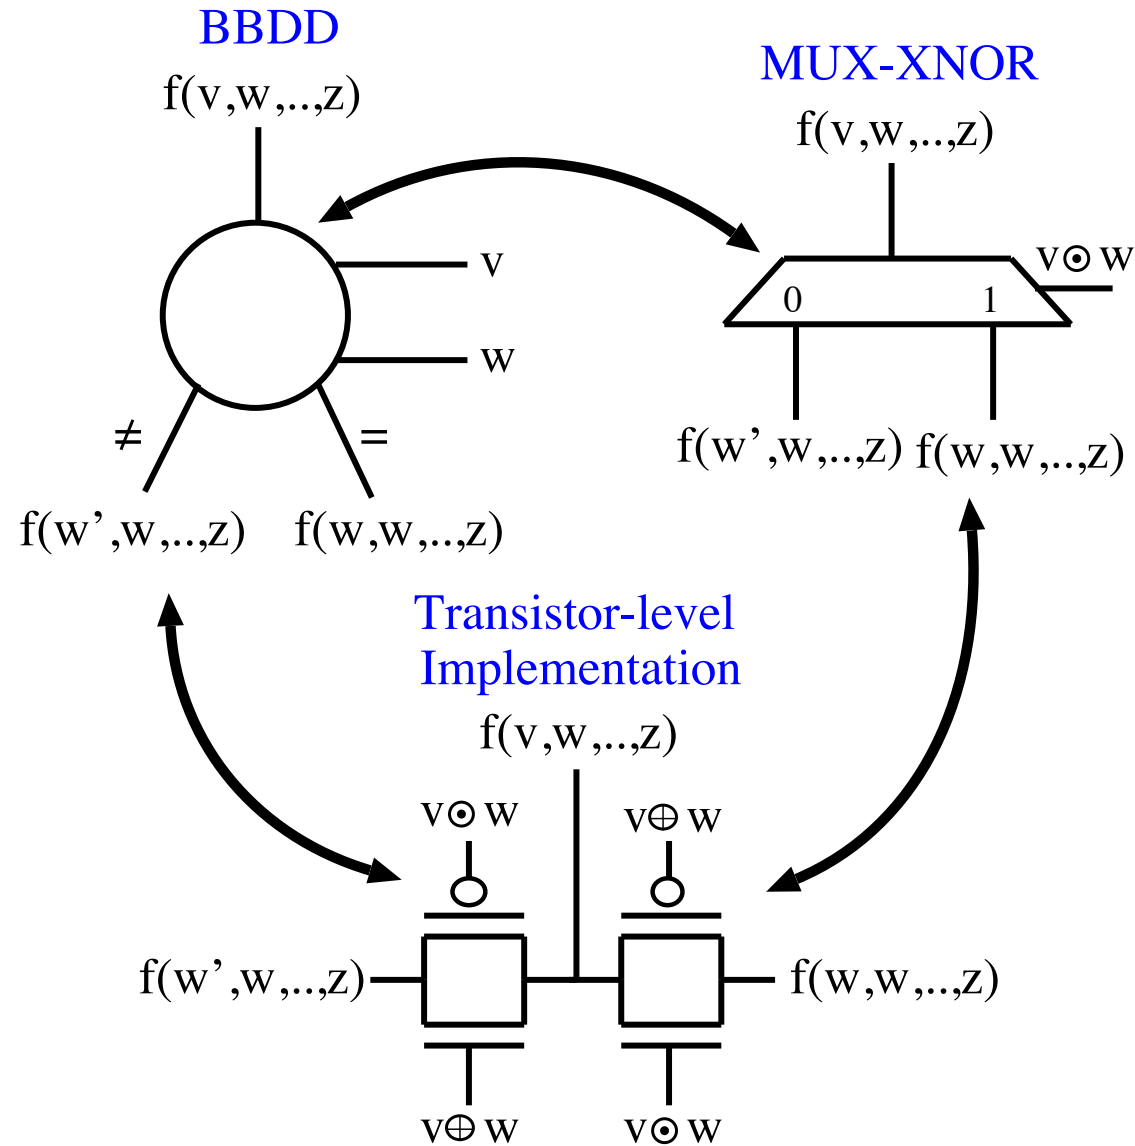 BBDD
f(v,w,..,z)
v
w
≠
=
f(w’,w,..,z)
f(w,w,..,z)
MUX-XNOR
f(v,w,..,z)
v⊙w
0
1
f(w’,w,..,z)
f(w,w,..,z)
Transistor-level
Implementation
f(v,w,..,z)
v⊙w
v⊕w
f(w’,w,..,z)
f(w,w,..,z)
v⊕w
v⊙w